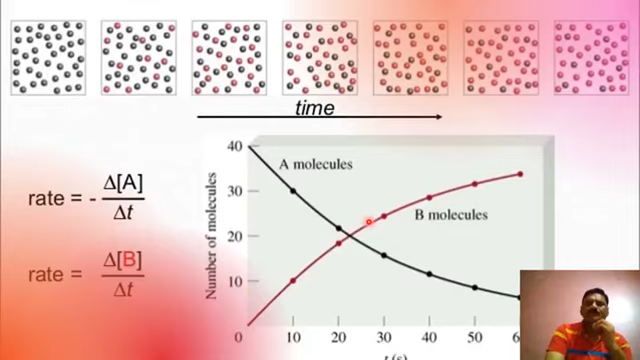 time
rate = - Δ[A] / Δt
rate = Δ[B] / Δt
Number of molecules
40
30
20
10
0
A molecules
B molecules
10 20 30 40 50
t (s)